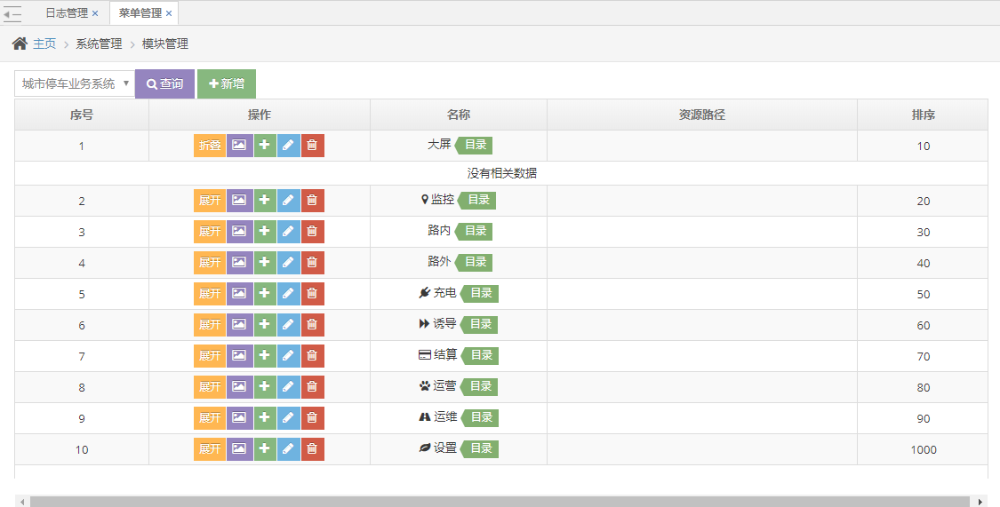 日志管理 × 菜单管理 ×
主页 > 系统管理 > 模块管理
城市停车业务系统 查询 新增
序号 操作 名称 资源路径 排序
1 折叠 大屏 目录 10
没有相关数据
2 展开 监控 目录 20
3 展开 路内 目录 30
4 展开 路外 目录 40
5 展开 充电 目录 50
6 展开 诱导 目录 60
7 展开 结算 目录 70
8 展开 运营 目录 80
9 展开 运维 目录 90
10 展开 设置 目录 1000